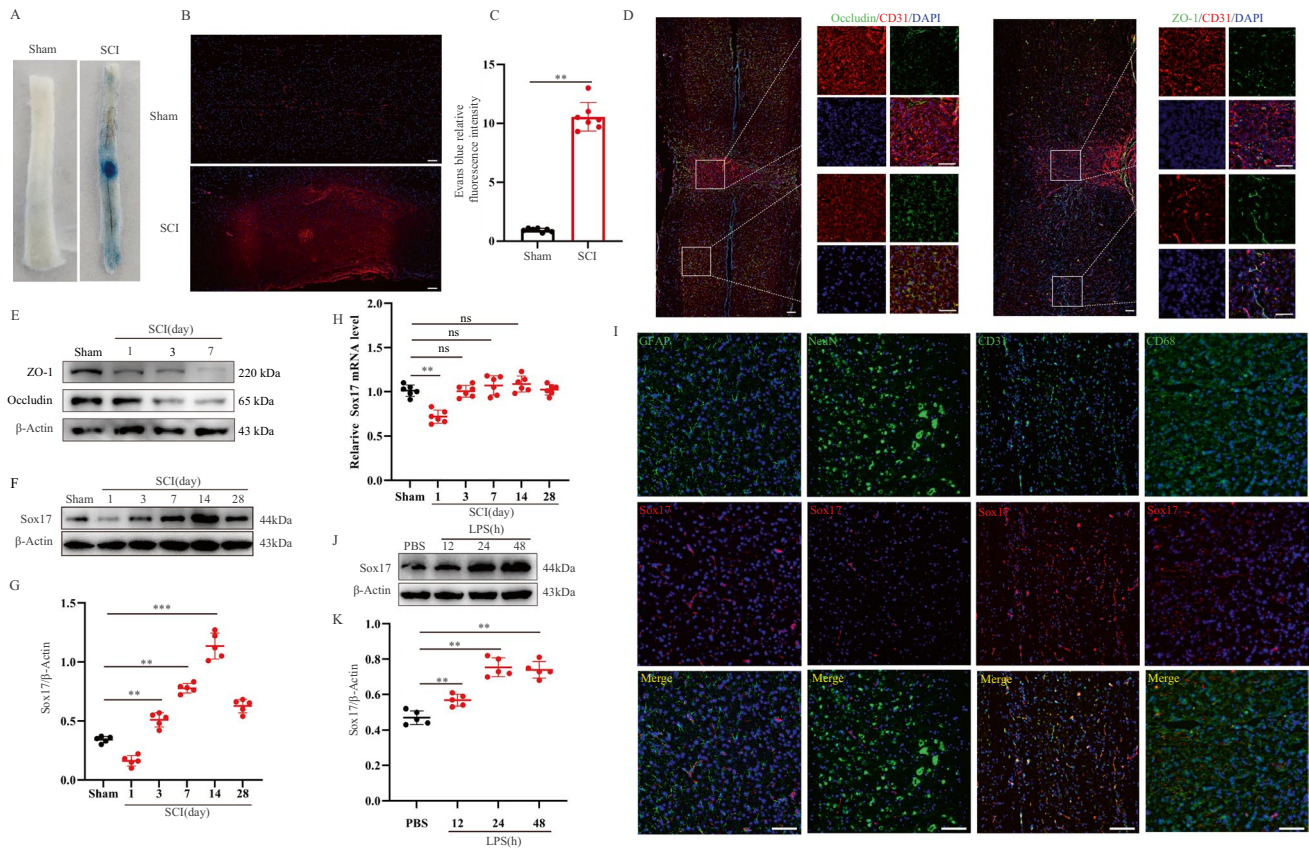 A
Sham
SCI
B
Sham
SCI
C
Evans blue relative
fluorescence intensity
15
10
5
0
**
Sham
SCI
D
Occludin/CD31/DAPI
ZO-1/CD31/DAPI
E
SCI(day)
Sham 1 3 7
ZO-1 220 kDa
Occludin 65 kDa
β-Actin 43 kDa
F
SCI(day)
Sham 1 3 7 14 28
Sox17 44kDa
β-Actin 43kDa
G
Sox17/β-Actin
1.5
1.0
0.5
0.0
***
**
**
Sham 1 3 7 14 28
SCI(day)
H
Relarive Sox17 mRNA level
2.0
1.5
1.0
0.5
0.0
ns
ns
ns
**
Sham 1 3 7 14 28
SCI(day)
I
GFAP
NeuN
CD31
CD68
Sox17
Sox17
Sox17
Sox17
Merge
Merge
Merge
Merge
J
LPS(h)
PBS 12 24 48
Sox17 44kDa
β-Actin 43kDa
K
Sox17/β-Actin
0.8
0.6
0.4
0.2
0.0
**
**
**
PBS 12 24 48
LPS(h)